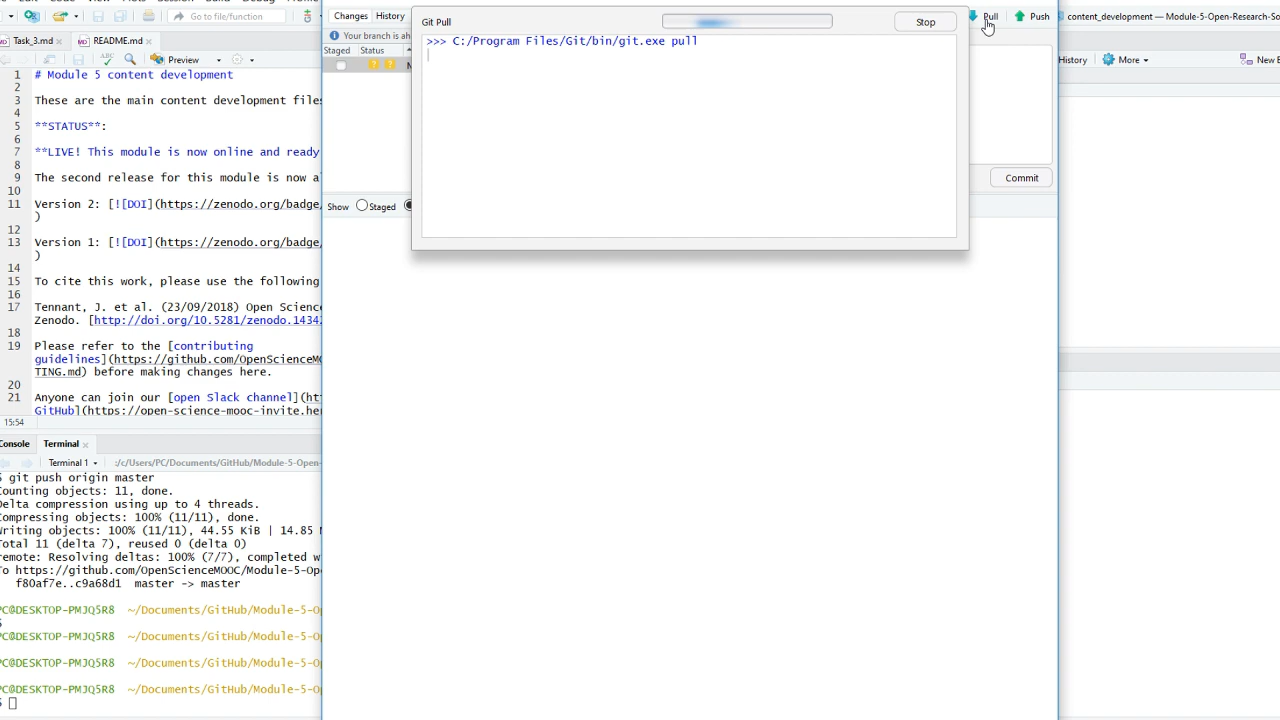 Edit
Session
Build
Debug
Profile
Go to file/function
Task_3.md
README.md
Preview
1 # Module 5 content development
2
3 These are the main content development files
4
5 **STATUS**:
6
7 **LIVE! This module is now online and ready
8
9 The second release for this module is now a
10
11 Version 2: [![DOI](https://zenodo.org/badge/
)
12
13 Version 1: [![DOI](https://zenodo.org/badge/
)
14
15 To cite this work, please use the following
16
17 Tennant, J. et al. (23/09/2018) Open Science
Zenodo. [http://doi.org/10.5281/zenodo.1434
18
19 Please refer to the [contributing
guidelines](https://github.com/OpenScienceMO
TING.md) before making changes here.
20
21 Anyone can join our [open Slack channel](ht
GitHub](https://open-science-mooc-invite.he
15:54
Console
Terminal
Terminal 1
:/c/Users/PC/Documents/GitHub/Module-5-Open-
$ git push origin master
Counting objects: 11, done.
Delta compression using up to 4 threads.
Compressing objects: 100% (11/11), done.
Writing objects: 100% (11/11), 44.55 KiB | 14.85
Total 11 (delta 7), reused 0 (delta 0)
remote: Resolving deltas: 100% (7/7), completed w
To https://github.com/OpenScienceMOOC/Module-5-Op
f80af7e..c9a68d1 master -> master
PC@DESKTOP-PMJQ5R8 ~/Documents/GitHub/Module-5-O
$
PC@DESKTOP-PMJQ5R8 ~/Documents/GitHub/Module-5-O
PC@DESKTOP-PMJQ5R8 ~/Documents/GitHub/Module-5-O
PC@DESKTOP-PMJQ5R8 ~/Documents/GitHub/Module-5-O
$
Changes
History
Your branch is ah
Staged
Status
Show
Staged
Git Pull
Stop
>>> C:/Program Files/Git/bin/git.exe pull
Pull
Push
Commit
content_development — Module-5-Open-Research-So
History
More
New B